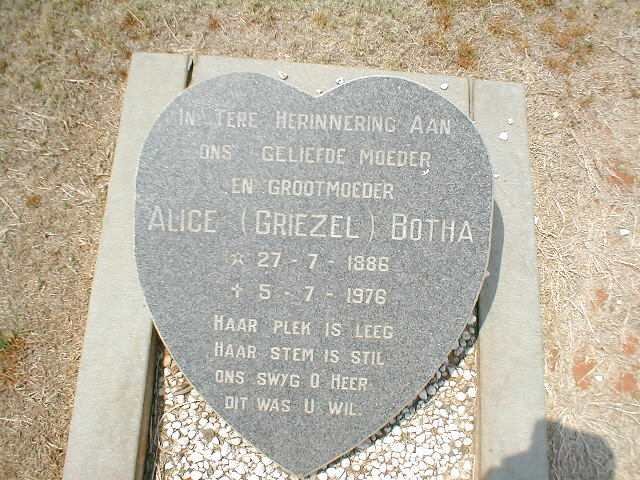 In tere herinnering aan
ons geliefde moeder
en grootmoeder
Alice (Griezel) Botha
☆ 27 - 7 - 1886
✝ 5 - 7 - 1976
Haar plek is leeg
Haar stem is stil
Ons swyg O Heer
Dit was U wil.